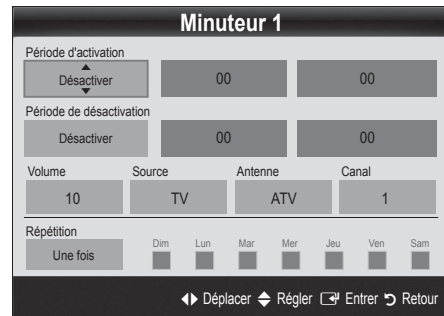 Minuteur 1
Période d'activation
Désactiver 00 00
Période de désactivation
Désactiver 00 00
Volume Source Antenne Canal
10 TV ATV 1
Répétition
Dim Lun Mar Mer Jeu Ven Sam
Une fois
Déplacer Régler Entrer Retour